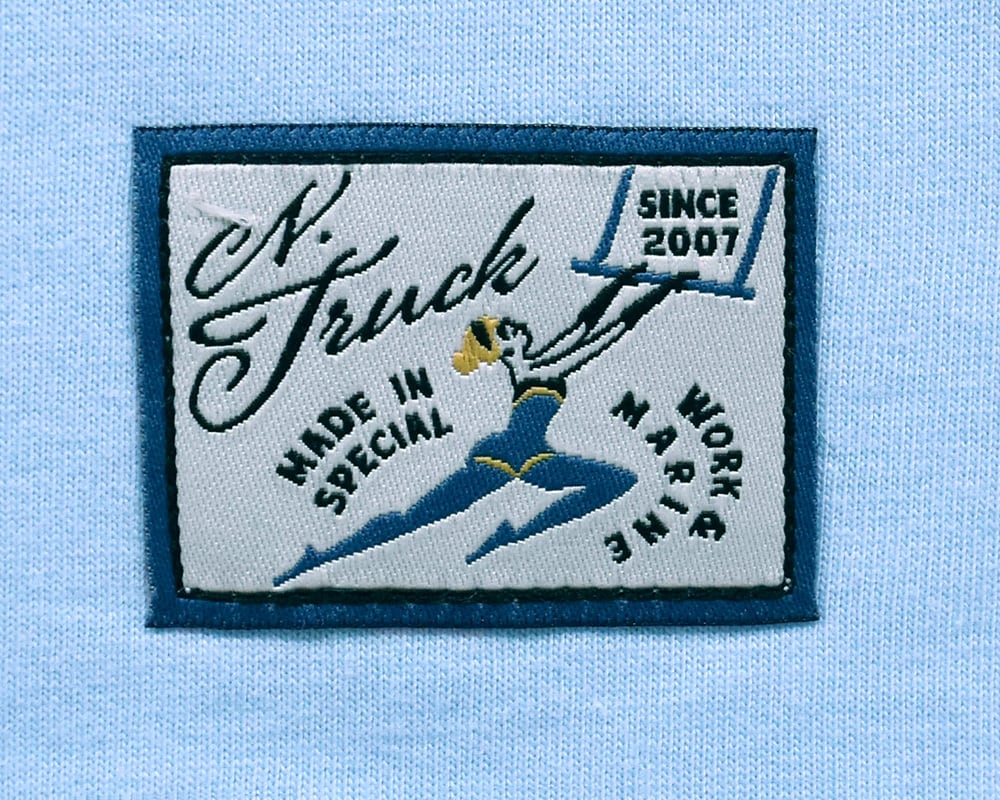 N.
Truck
SINCE
2007
MADE IN
SPECIAL
WORK &
MARINE